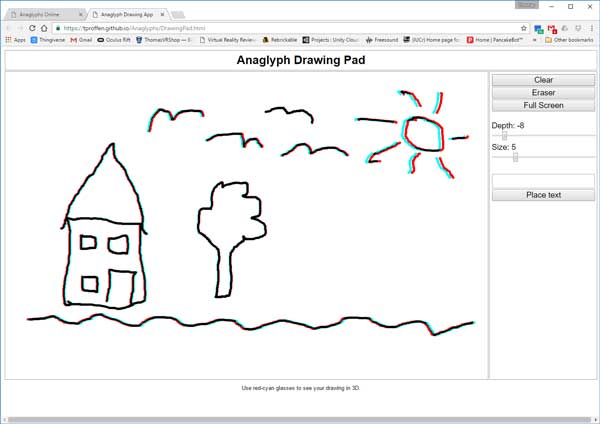 Anaglyphs Online
Anaglyph Drawing App
https://tproffen.github.io/Anaglyphs/DrawingPad.html
Apps Time Gmail Oculus Rift ThomasVRShop — Virtual Reality Review Rebrickable Projects · Unity Cloud Freesound (IUCr) Home page fo Home | PancakeBot™ » Other bookmarks
Anaglyph Drawing Pad
Clear
Eraser
Full Screen
Depth: -8
Size: 5
Place text
Use red-cyan glasses to see your drawing in 3D.